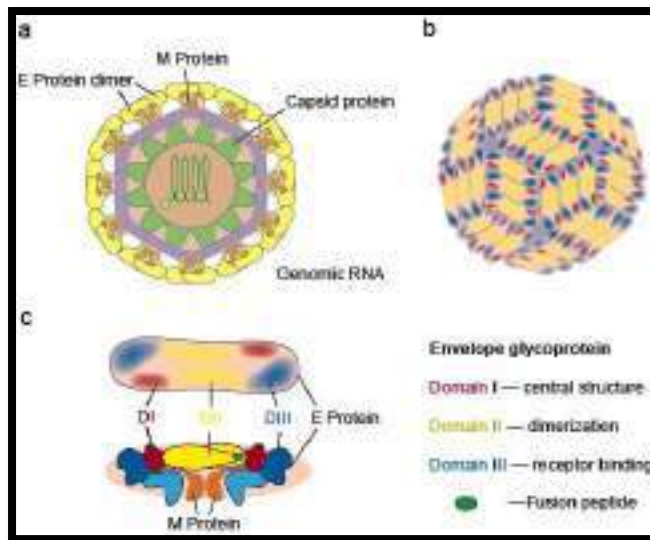 a
M Protein
E Protein dimer
Capsid protein
Genomic RNA
b
c
DI
DII
DIII
E Protein
M Protein
Envelope glycoprotein
Domain I — central structure
Domain II — dimerization
Domain III — receptor binding
—Fusion peptide